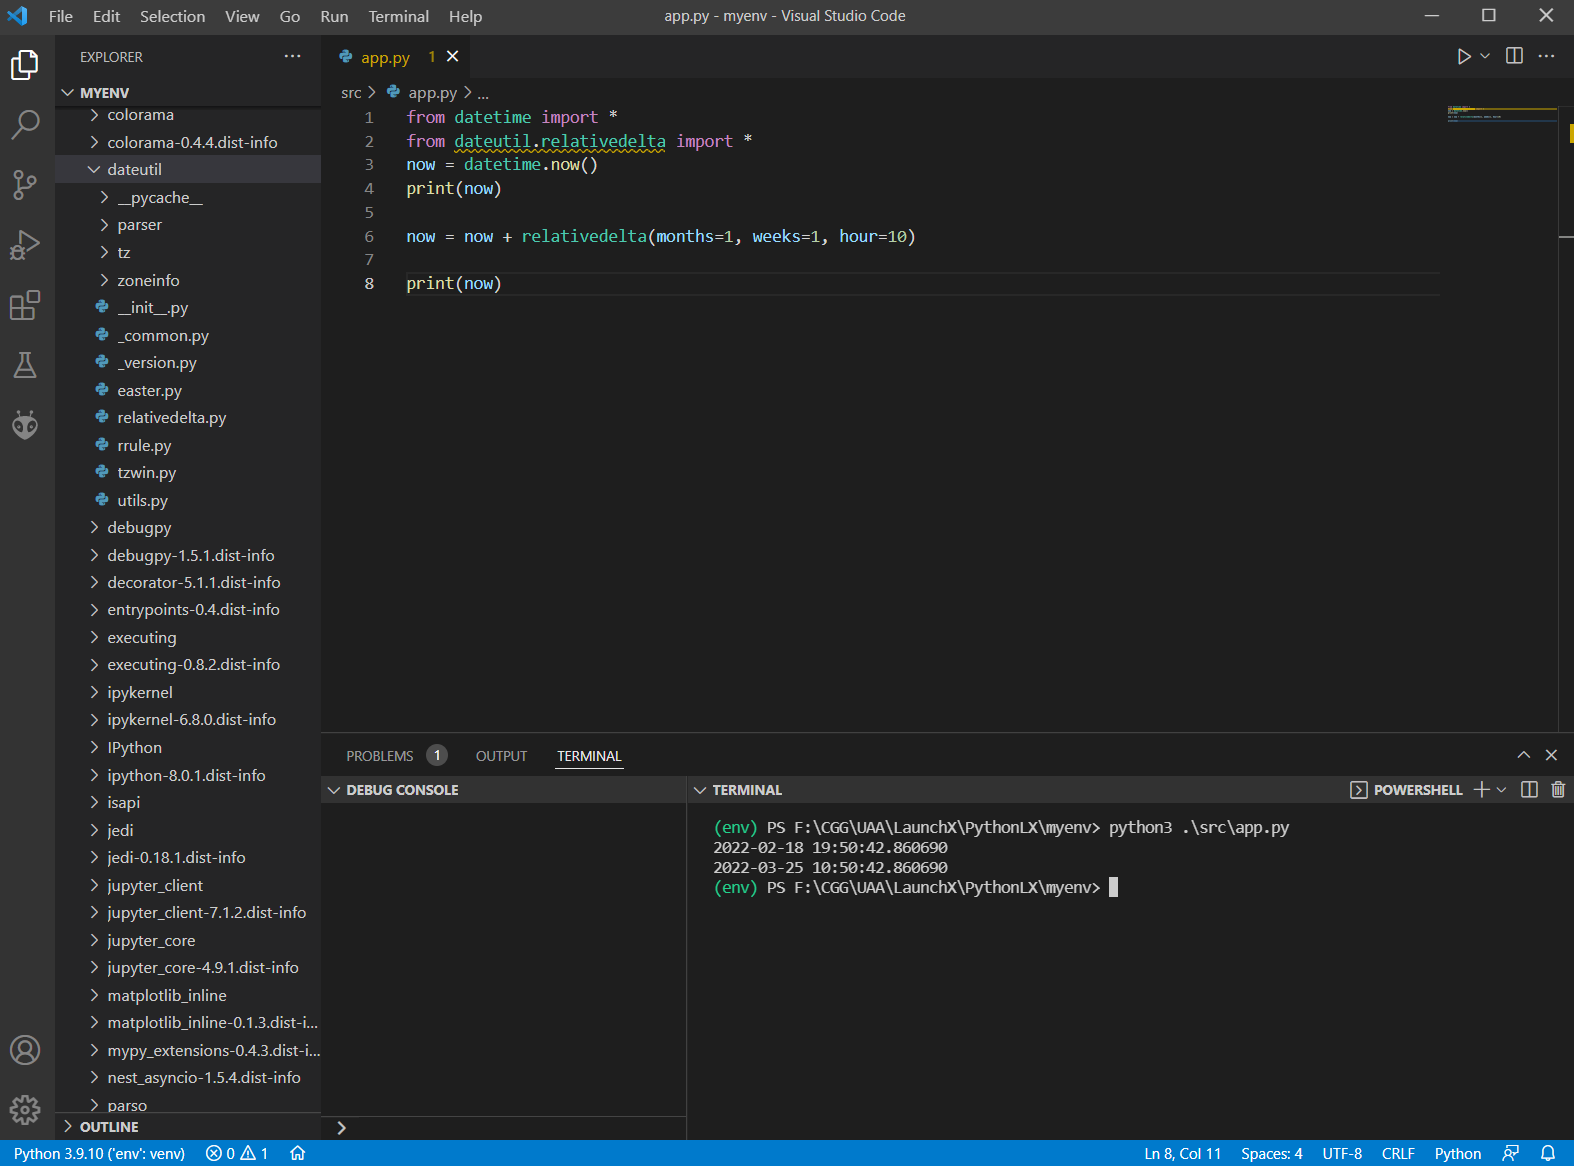 File Edit Selection View Go Run Terminal Help
app.py - myenv - Visual Studio Code
EXPLORER
MYENV
colorama
colorama-0.4.4.dist-info
dateutil
__pycache__
parser
tz
zoneinfo
__init__.py
_common.py
_version.py
easter.py
relativedelta.py
rrule.py
tzwin.py
utils.py
debugpy
debugpy-1.5.1.dist-info
decorator-5.1.1.dist-info
entrypoints-0.4.dist-info
executing
executing-0.8.2.dist-info
ipykernel
ipykernel-6.8.0.dist-info
IPython
ipython-8.0.1.dist-info
isapi
jedi
jedi-0.18.1.dist-info
jupyter_client
jupyter_client-7.1.2.dist-info
jupyter_core
jupyter_core-4.9.1.dist-info
matplotlib_inline
matplotlib_inline-0.1.3.dist-i...
mypy_extensions-0.4.3.dist-i...
nest_asyncio-1.5.4.dist-info
parso
OUTLINE
app.py 1
src > app.py > ...
1 from datetime import *
2 from dateutil.relativedelta import *
3 now = datetime.now()
4 print(now)
5
6 now = now + relativedelta(months=1, weeks=1, hour=10)
7
8 print(now)
PROBLEMS 1 OUTPUT TERMINAL
DEBUG CONSOLE
TERMINAL
POWERSHELL
(env) PS F:\CGG\UAA\LaunchX\PythonLX\myenv> python3 .\src\app.py
2022-02-18 19:50:42.860690
2022-03-25 10:50:42.860690
(env) PS F:\CGG\UAA\LaunchX\PythonLX\myenv>
Python 3.9.10 ('env': venv) 0 1
Ln 8, Col 11 Spaces: 4 UTF-8 CRLF Python